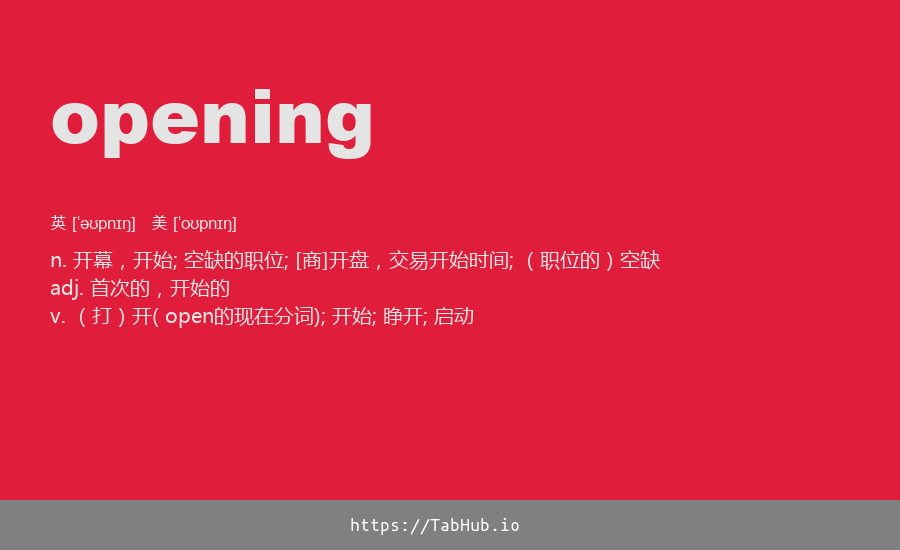 opening
英 [ˈəʊpnɪŋ] 美 [ˈoʊpnɪŋ]
n. 开幕，开始; 空缺的职位; [商]开盘，交易开始时间; （职位的）空缺
adj. 首次的，开始的
v. （打）开( open的现在分词); 开始; 睁开; 启动
https://TabHub.io